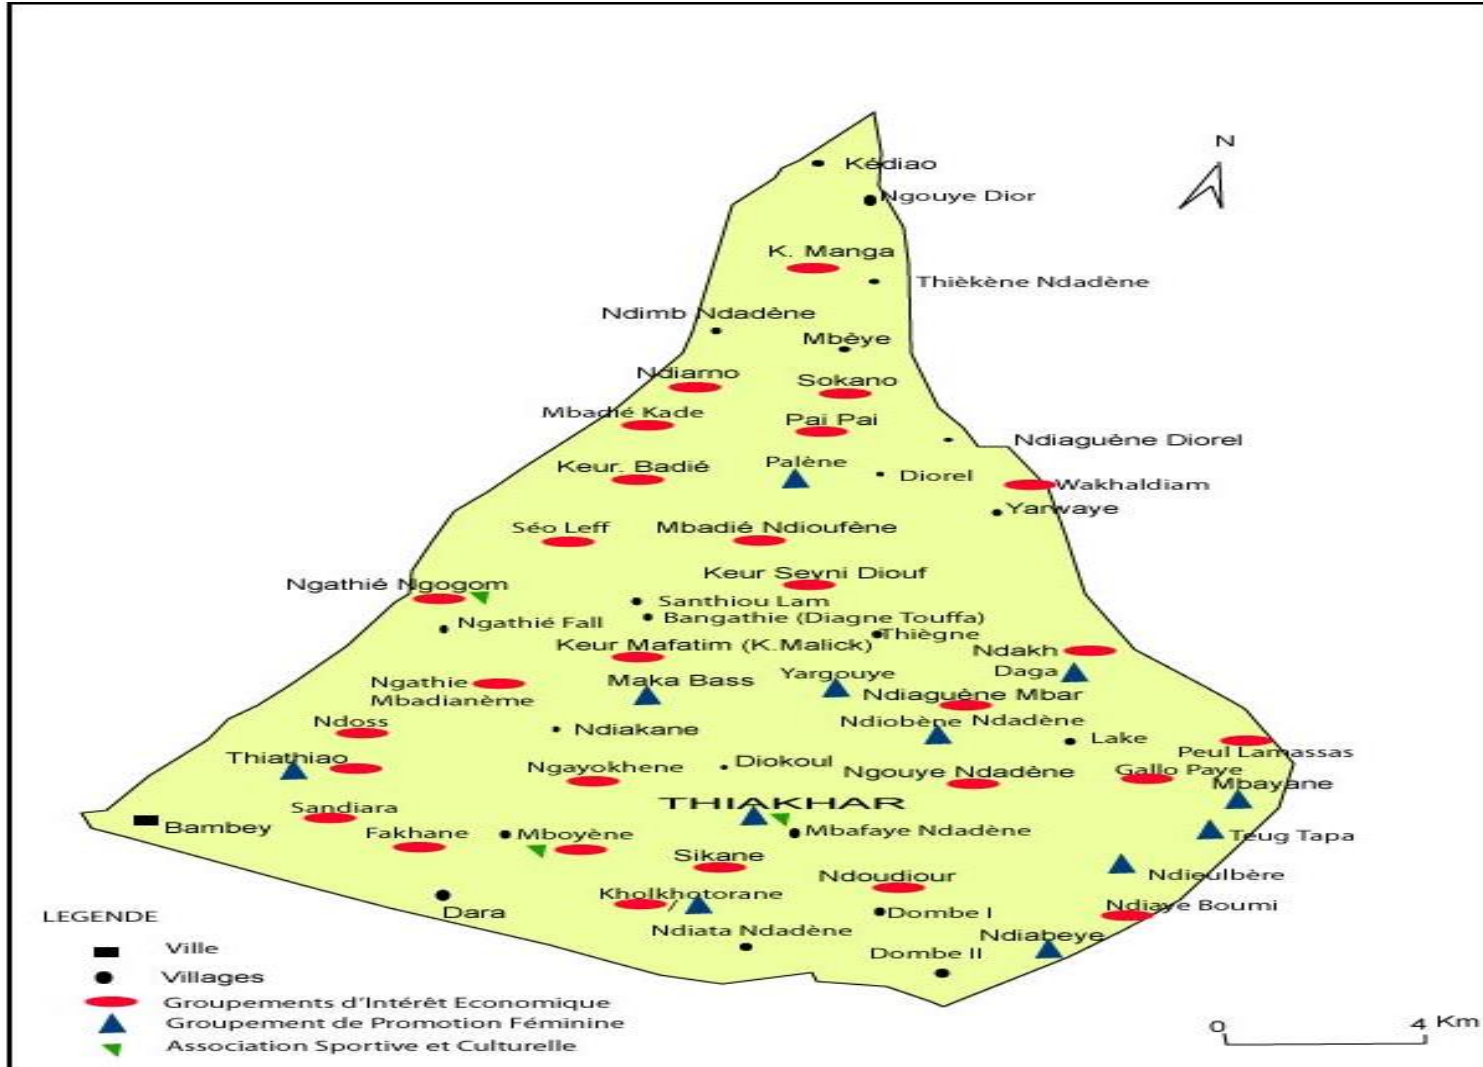 Kédiao
N
Ngouye Dior
K. Manga
Thièkène Ndadène
Ndimb Ndadène
Mbèye
Ndiarno
Sokano
Mbadié Kade
Pai Pai
Ndiaguène Diorel
Palène
Keur. Badié
Diorel
Wakhaldiam
Yarwaye
Séo Leff
Mbadié Ndioufène
Keur Seyni Diouf
Ngathié Ngogom
Santhiou Lam
Bangathie (Diagne Touffa)
Ngathié Fall
Thiègne
Keur Mafatim (K.Malick)
Ndakh
Daga
Yargouye
Maka Bass
Ngathie
Mbadianème
Ndiaguène Mbar
Ndoss
Ndiobène Ndadène
Ndiakane
Lake
Peul Lamassas
Thiathiao
Diokoul
Ngayokhene
Ngouye Ndadène
Gallo Paye
Mbayane
THIAKHAR
Sandiara
Bambey
Fakhane
Mboyène
Mbafaye Ndadène
Teug Tapa
Sikane
Ndoudiour
Ndieulbère
Kholkhotorane
/
Ndiaye Boumi
Dara
Dombe I
Ndiata Ndadène
Ndiabeye
Dombe II
LEGENDE
Ville
Villages
Groupements d'Intérêt Economique
Groupement de Promotion Féminine
Association Sportive et Culturelle
0 4 Km